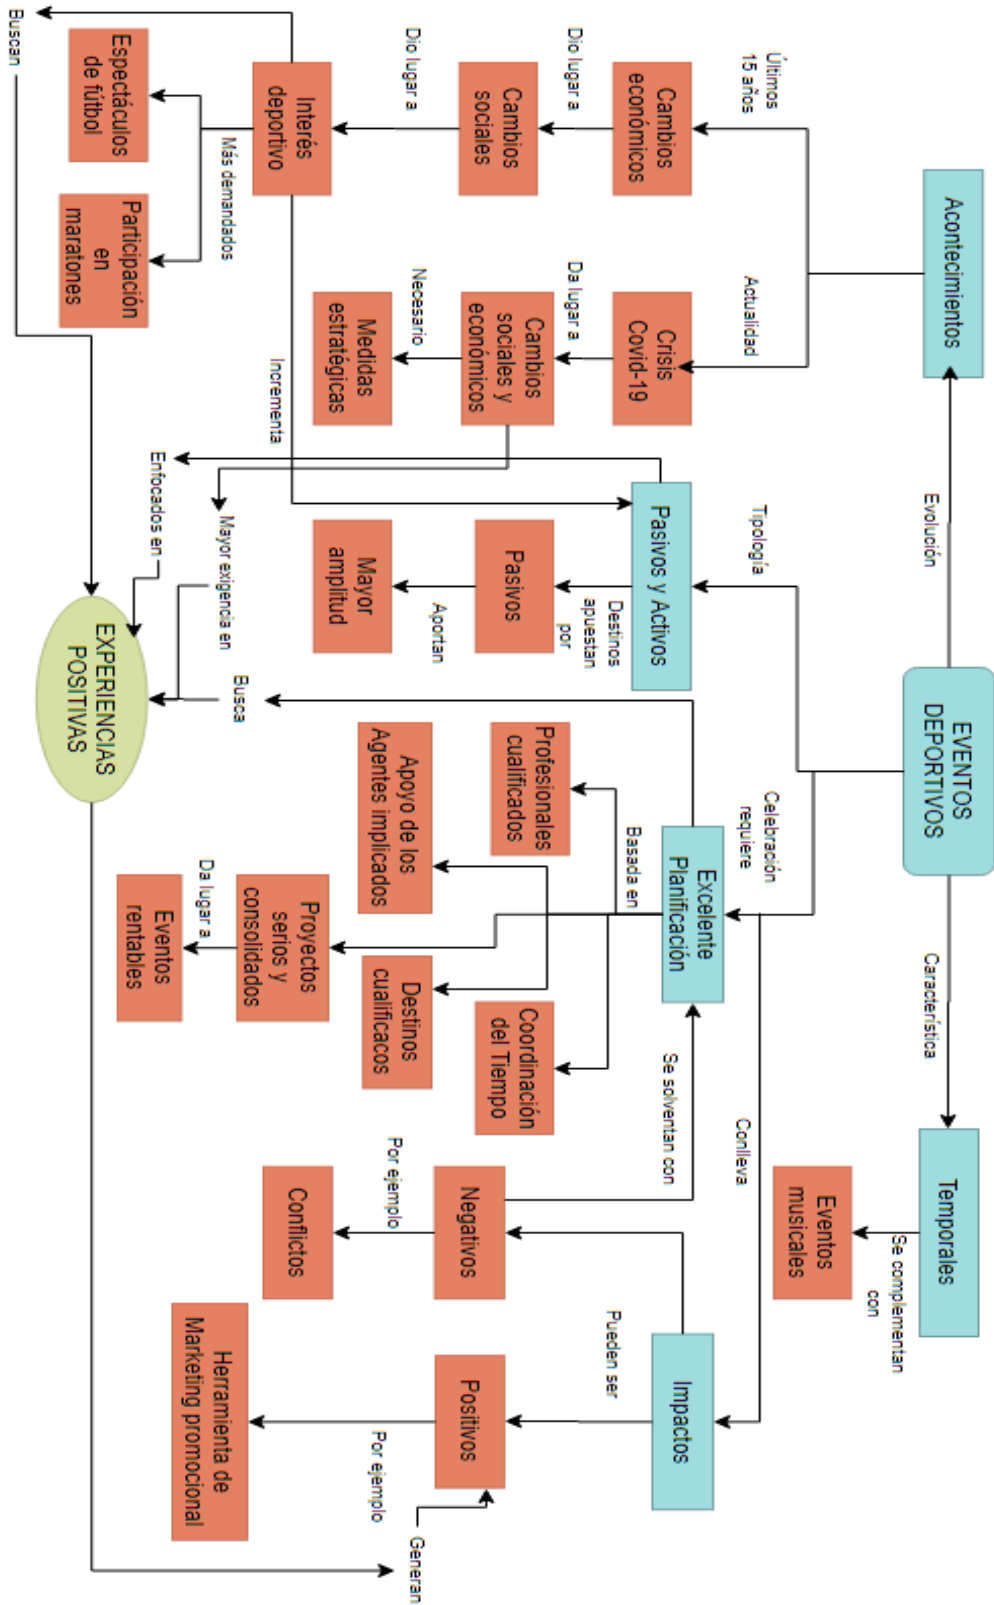 EVENTOS
DEPORTIVOS
Evolución
Característica
Acontecimientos
Temporales
Se complementan
con
Eventos
musicales
Últimos
15 años
Actualidad
Tipología
Celebración
requiere
Conlleva
Cambios
económicos
Crisis
Covid-19
Pasivos y Activos
Excelente
Planificación
Impactos
Dio lugar a
Da lugar a
Destinos
apuestan
por
Basada en
Se solventan con
Pueden ser
Cambios
sociales
Cambios
sociales y
económicos
Pasivos
Profesionales
cualificados
Coordinación
del Tiempo
Negativos
Positivos
Dio lugar a
Necesario
Aportan
Apoyo de los
Agentes implicados
Destinos
cualificacos
Por ejemplo
Por ejemplo
Generan
Interés
deportivo
Medidas
estratégicas
Mayor
amplitud
Proyectos
serios y
consolidados
Conflictos
Herramienta de
Marketing promocional
Más demandados
Incrementa
Mayor exigencia en
Busca
Da lugar a
Eventos
rentables
Espectáculos
de fútbol
Participación
en
maratones
Enfocados en
Buscan
EXPERIENCIAS
POSITIVAS